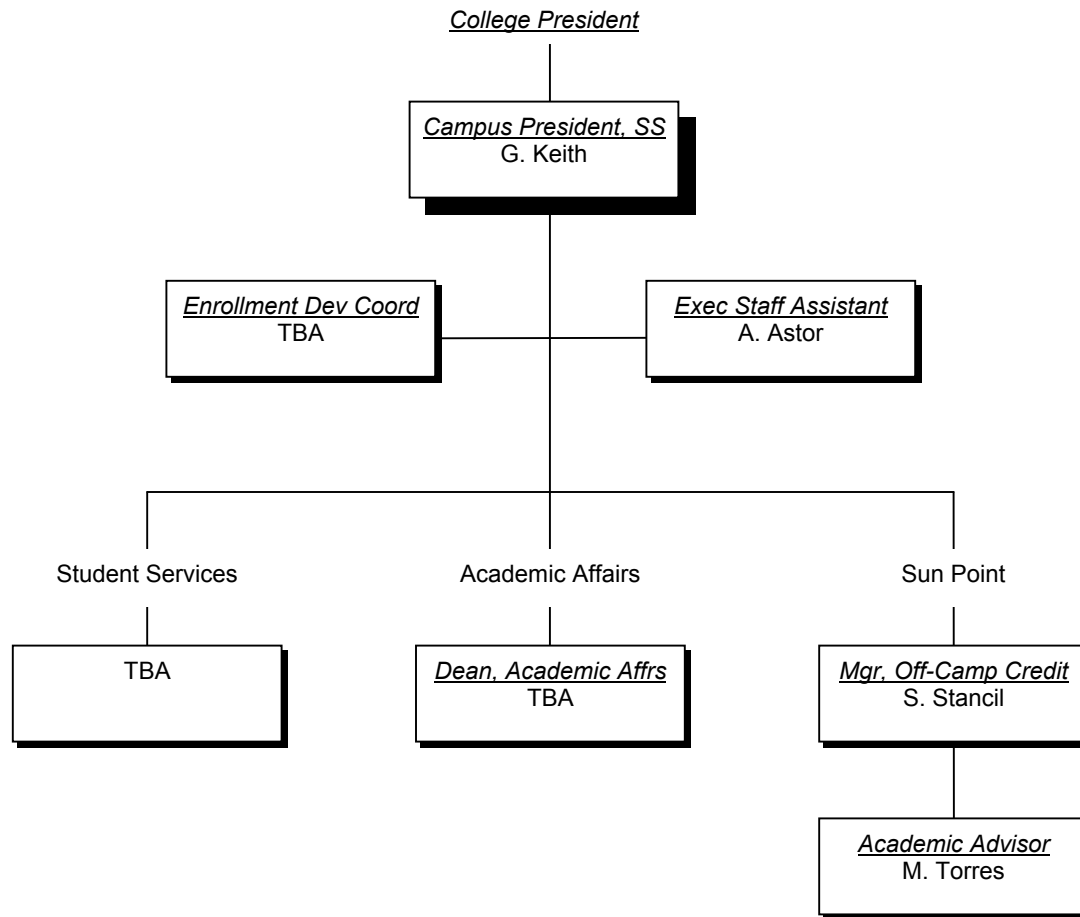 College President
Campus President, SS
G. Keith
Enrollment Dev Coord
TBA
Exec Staff Assistant
A. Astor
Student Services
Academic Affairs
Sun Point
TBA
Dean, Academic Affrs
TBA
Mgr, Off-Camp Credit
S. Stancil
Academic Advisor
M. Torres